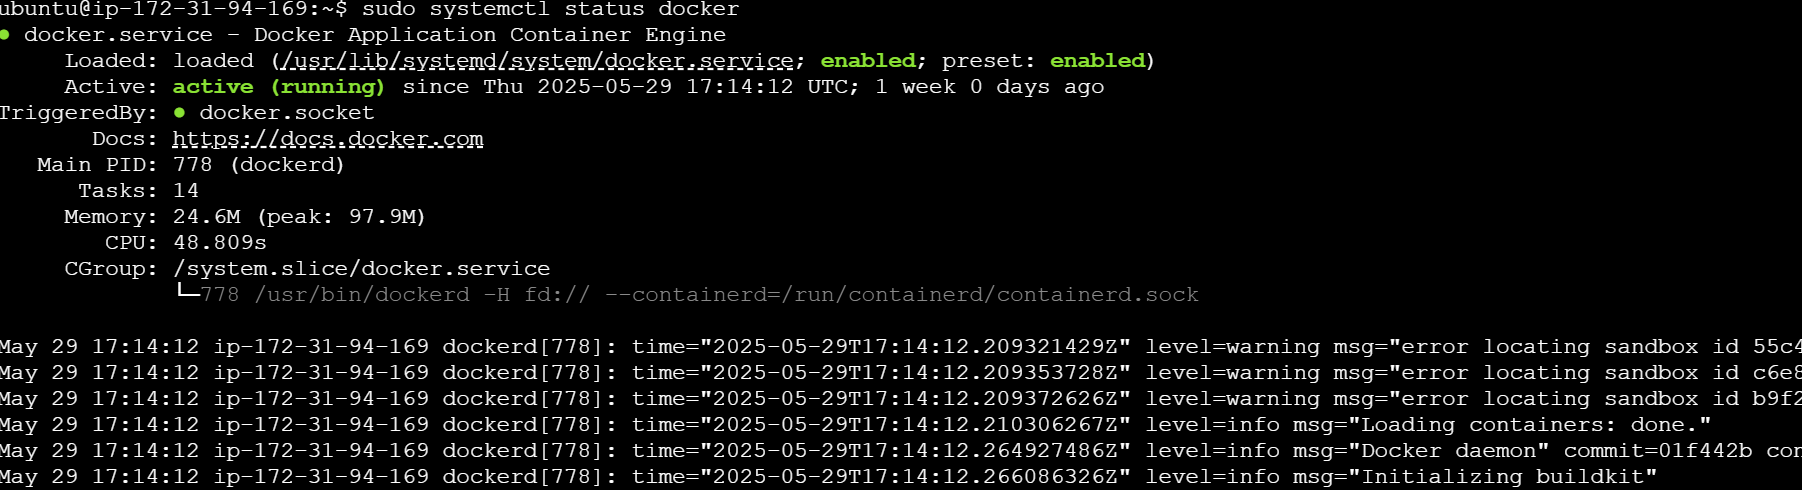 ubuntu@ip-172-31-94-169:~$ sudo systemctl status docker
● docker.service - Docker Application Container Engine
     Loaded: loaded (/usr/lib/systemd/system/docker.service; enabled; preset: enabled)
     Active: active (running) since Thu 2025-05-29 17:14:12 UTC; 1 week 0 days ago
TriggeredBy: ● docker.socket
       Docs: https://docs.docker.com
   Main PID: 778 (dockerd)
      Tasks: 14
     Memory: 24.6M (peak: 97.9M)
        CPU: 48.809s
     CGroup: /system.slice/docker.service
             └─778 /usr/bin/dockerd -H fd:// --containerd=/run/containerd/containerd.sock
May 29 17:14:12 ip-172-31-94-169 dockerd[778]: time="2025-05-29T17:14:12.209321429Z" level=warning msg="error locating sandbox id 55c4
May 29 17:14:12 ip-172-31-94-169 dockerd[778]: time="2025-05-29T17:14:12.209353728Z" level=warning msg="error locating sandbox id c6e8
May 29 17:14:12 ip-172-31-94-169 dockerd[778]: time="2025-05-29T17:14:12.209372626Z" level=warning msg="error locating sandbox id b9f2
May 29 17:14:12 ip-172-31-94-169 dockerd[778]: time="2025-05-29T17:14:12.210306267Z" level=info msg="Loading containers: done."
May 29 17:14:12 ip-172-31-94-169 dockerd[778]: time="2025-05-29T17:14:12.264927486Z" level=info msg="Docker daemon" commit=01f442b con
May 29 17:14:12 ip-172-31-94-169 dockerd[778]: time="2025-05-29T17:14:12.266086326Z" level=info msg="Initializing buildkit"